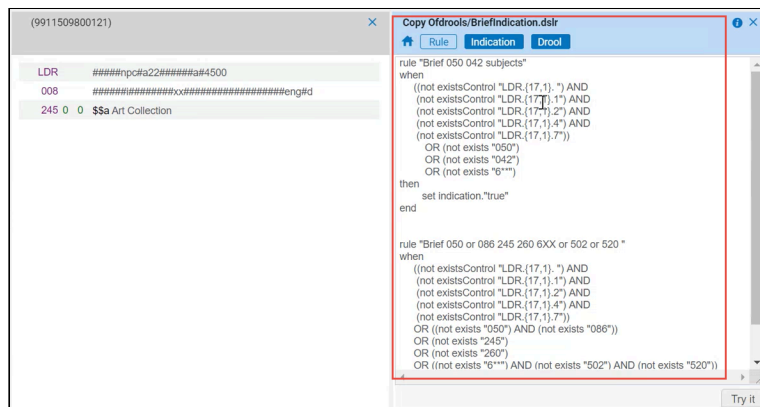 (9911509800121)
LDR #####npc#a22######a#4500
008 ######i########xx##################eng#d
245 0 0 $$a Art Collection
Copy Ofdrools/BriefIndication.dslr
Rule Indication Drool
rule "Brief 050 042 subjects"
when
((not existsControl "LDR.{17,1}. ") AND
(not existsControl "LDR.{17,1}.1") AND
(not existsControl "LDR.{17,1}.2") AND
(not existsControl "LDR.{17,1}.4") AND
(not existsControl "LDR.{17,1}.7"))
OR (not exists "050")
OR (not exists "042")
OR (not exists "6**")
then
set indication."true"
end
rule "Brief 050 or 086 245 260 6XX or 502 or 520 "
when
((not existsControl "LDR.{17,1}. ") AND
(not existsControl "LDR.{17,1}.1") AND
(not existsControl "LDR.{17,1}.2") AND
(not existsControl "LDR.{17,1}.4") AND
(not existsControl "LDR.{17,1}.7"))
OR ((not exists "050") AND (not exists "086"))
OR (not exists "245")
OR (not exists "260")
OR ((not exists "6**") AND (not exists "502") AND (not exists "520"))
Try it